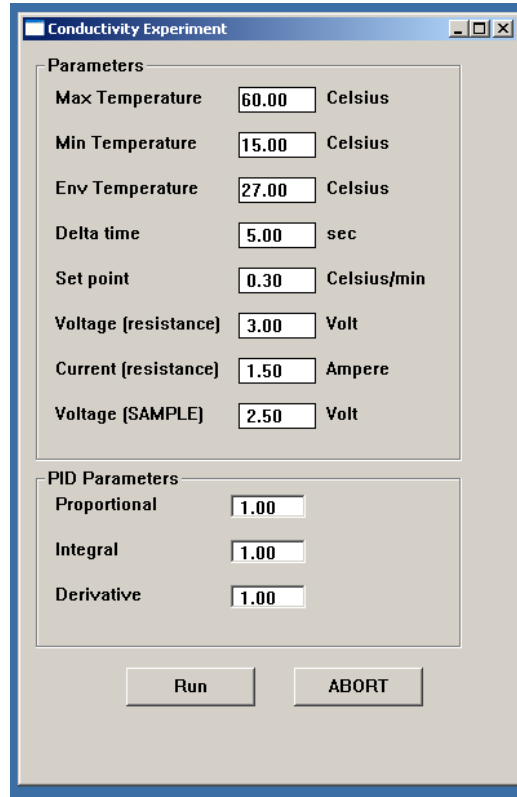 Conductivity Experiment
Parameters
Max Temperature 60.00 Celsius
Min Temperature 15.00 Celsius
Env Temperature 27.00 Celsius
Delta time 5.00 sec
Set point 0.30 Celsius/min
Voltage (resistance) 3.00 Volt
Current (resistance) 1.50 Ampere
Voltage (SAMPLE) 2.50 Volt
PID Parameters
Proportional 1.00
Integral 1.00
Derivative 1.00
Run ABORT